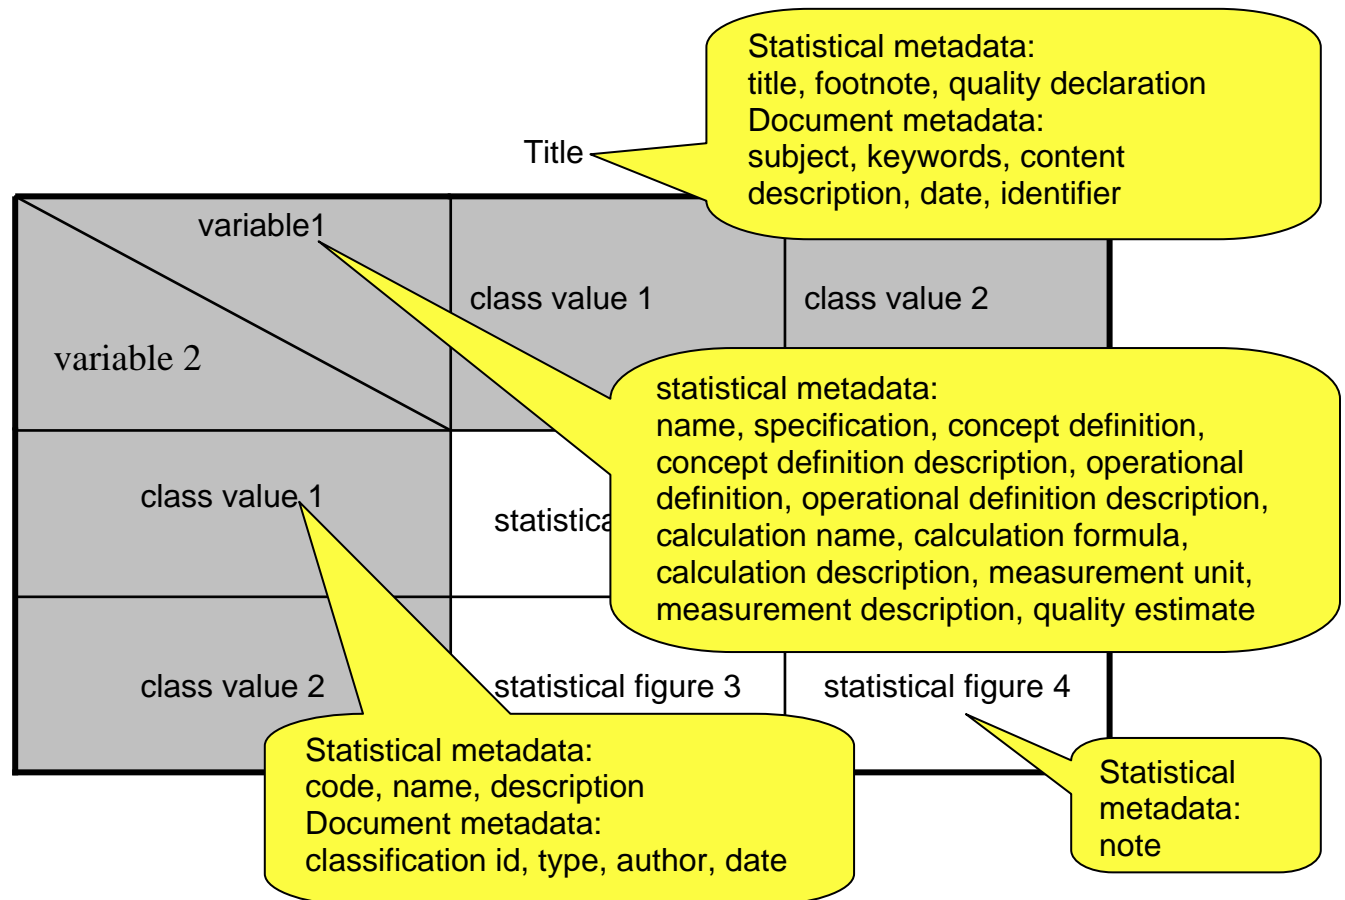 Statistical metadata:
title, footnote, quality declaration
Document metadata:
subject, keywords, content
description, date, identifier
Title
variable1
class value 1
class value 2
variable 2
statistical metadata:
name, specification, concept definition,
concept definition description, operational
definition, operational definition description,
calculation name, calculation formula,
calculation description, measurement unit,
measurement description, quality estimate
class value 1
class value 2
statistical figure 3
statistical figure 4
Statistical metadata:
code, name, description
Document metadata:
classification id, type, author, date
Statistical
metadata:
note